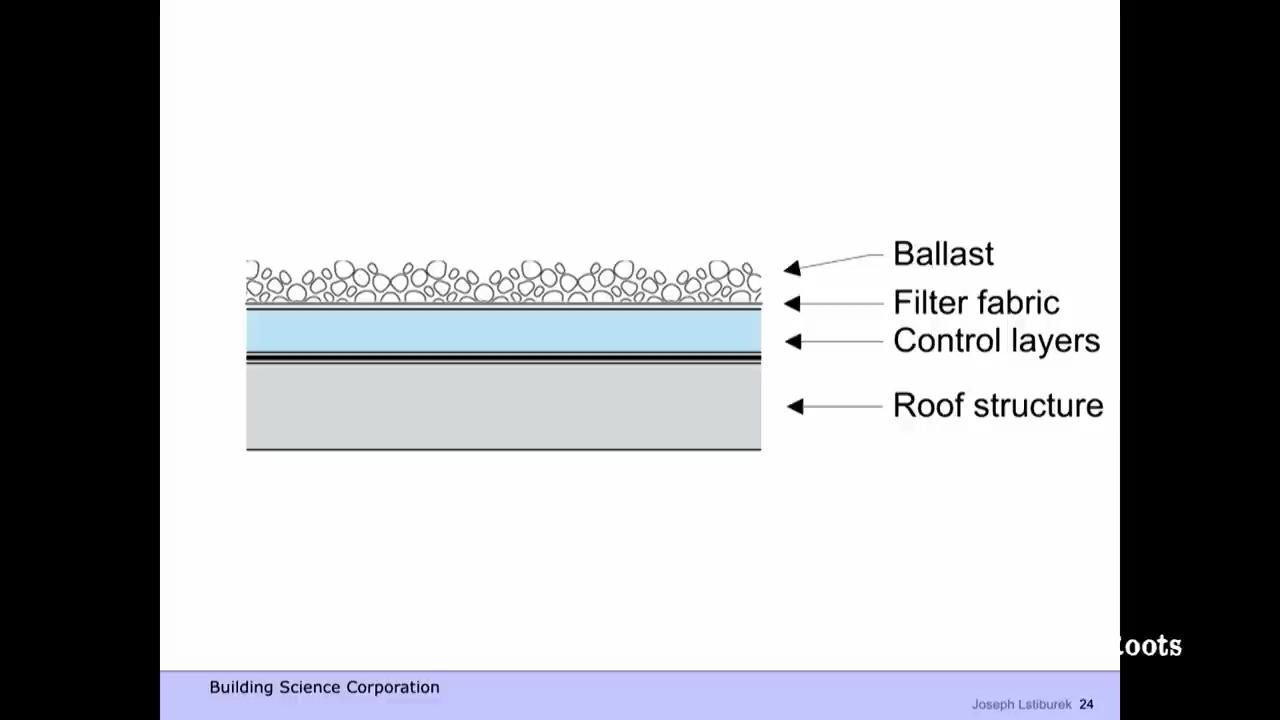 Ballast
Filter fabric
Control layers
Roof structure
Building Science Corporation
Joseph Lstiburek 24